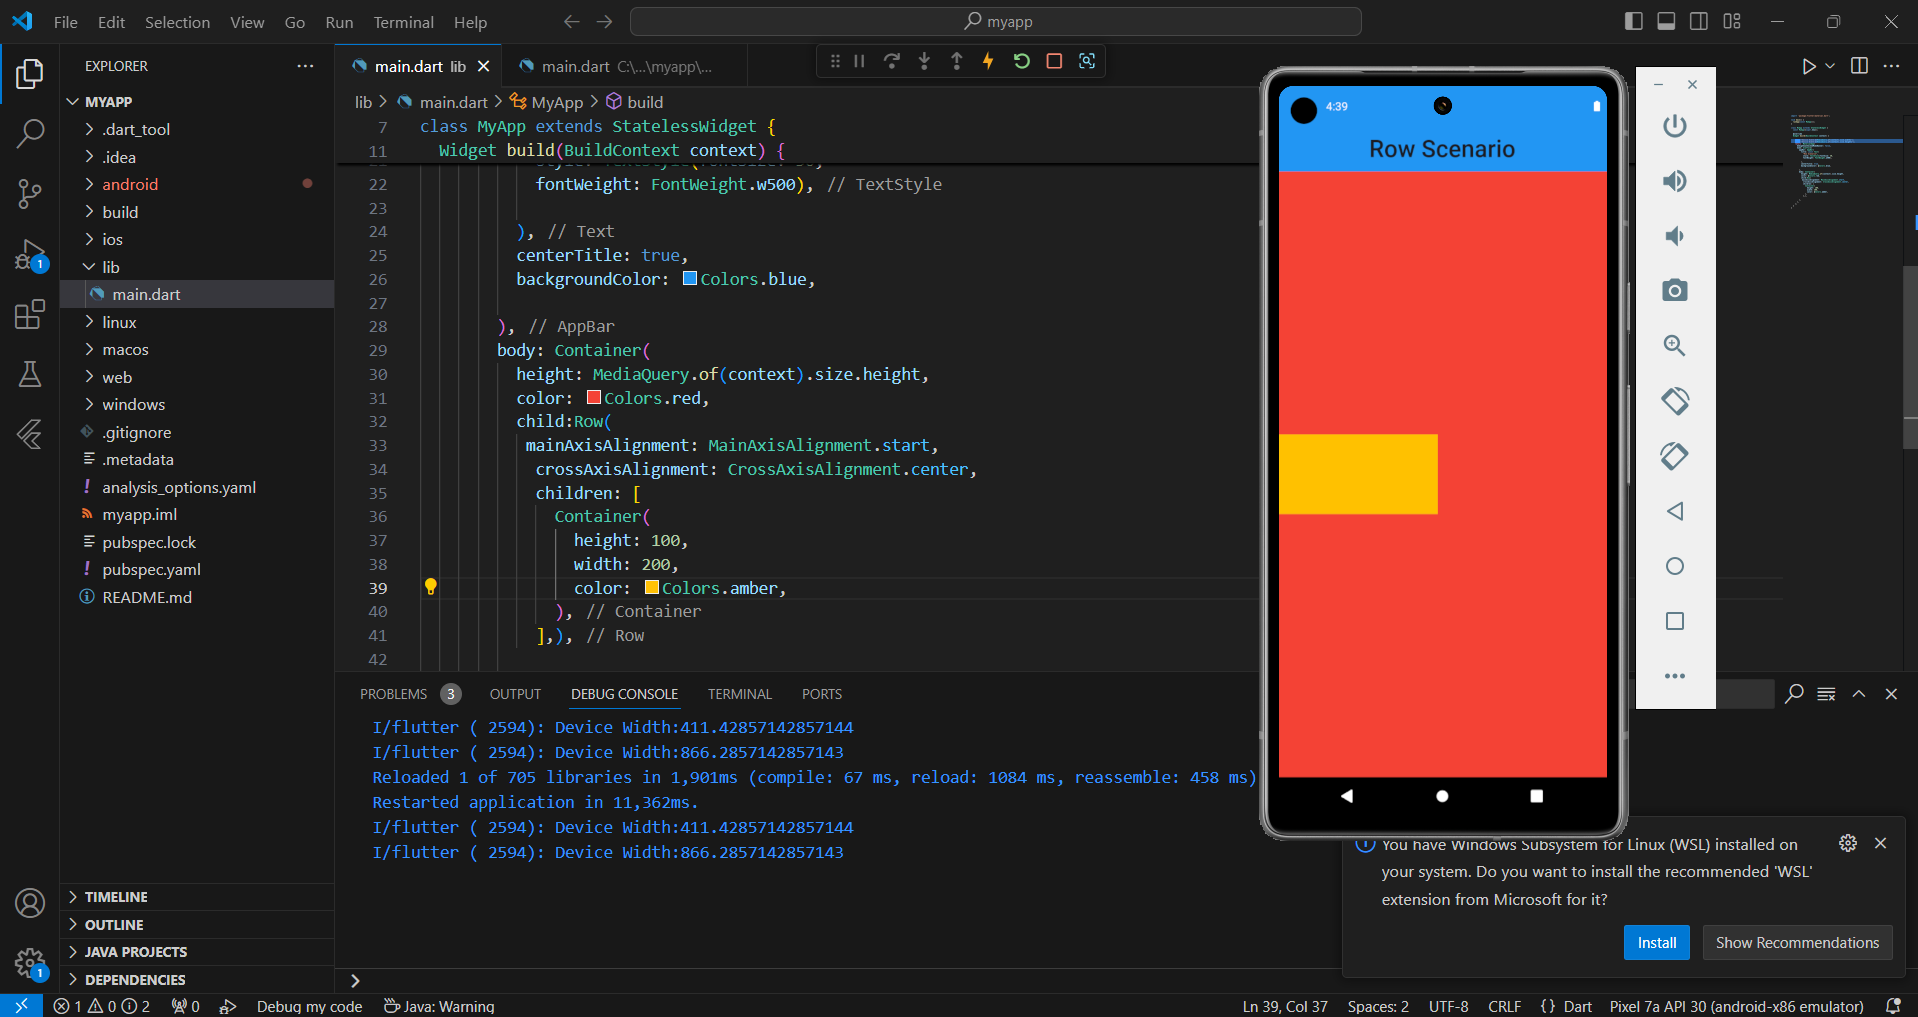 File Edit Selection View Go Run Terminal Help
myapp
EXPLORER
MYAPP
.dart_tool
.idea
android
build
ios
lib
main.dart
linux
macos
web
windows
.gitignore
.metadata
analysis_options.yaml
myapp.iml
pubspec.lock
pubspec.yaml
README.md
TIMELINE
OUTLINE
JAVA PROJECTS
DEPENDENCIES
main.dart lib
main.dart C:\...\myapp\...
lib > main.dart > MyApp > build
7 class MyApp extends StatelessWidget {
11 Widget build(BuildContext context) {
22 fontWeight: FontWeight.w500), // TextStyle
23
24 ), // Text
25 centerTitle: true,
26 backgroundColor: Colors.blue,
27
28 ), // AppBar
29 body: Container(
30 height: MediaQuery.of(context).size.height,
31 color: Colors.red,
32 child:Row(
33 mainAxisAlignment: MainAxisAlignment.start,
34 crossAxisAlignment: CrossAxisAlignment.center,
35 children: [
36 Container(
37 height: 100,
38 width: 200,
39 color: Colors.amber,
40 ), // Container
41 ],), // Row
42
PROBLEMS 3 OUTPUT DEBUG CONSOLE TERMINAL PORTS
I/flutter ( 2594): Device Width:411.42857142857144
I/flutter ( 2594): Device Width:866.2857142857143
Reloaded 1 of 705 libraries in 1,901ms (compile: 67 ms, reload: 1084 ms, reassemble: 458 ms)
Restarted application in 11,362ms.
I/flutter ( 2594): Device Width:411.42857142857144
I/flutter ( 2594): Device Width:866.2857142857143
4:39
Row Scenario
You have Windows Subsystem for Linux (WSL) installed on
your system. Do you want to install the recommended 'WSL'
extension from Microsoft for it?
Install
Show Recommendations
1
1
1 0 2 0 Debug my code Java: Warning
Ln 39, Col 37 Spaces: 2 UTF-8 CRLF {} Dart Pixel 7a API 30 (android-x86 emulator)